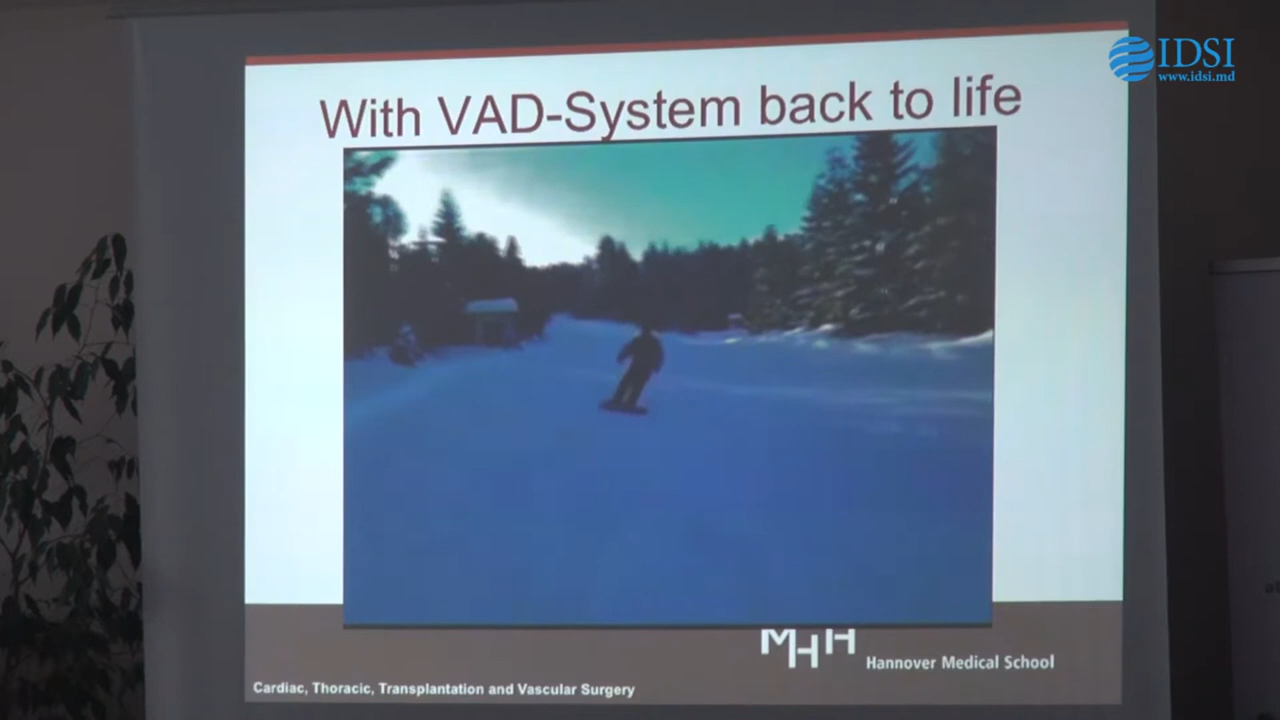 IDSI
www.idsi.md
With VAD-System back to life
MHH
Hannover Medical School
Cardiac, Thoracic, Transplantation and Vascular Surgery